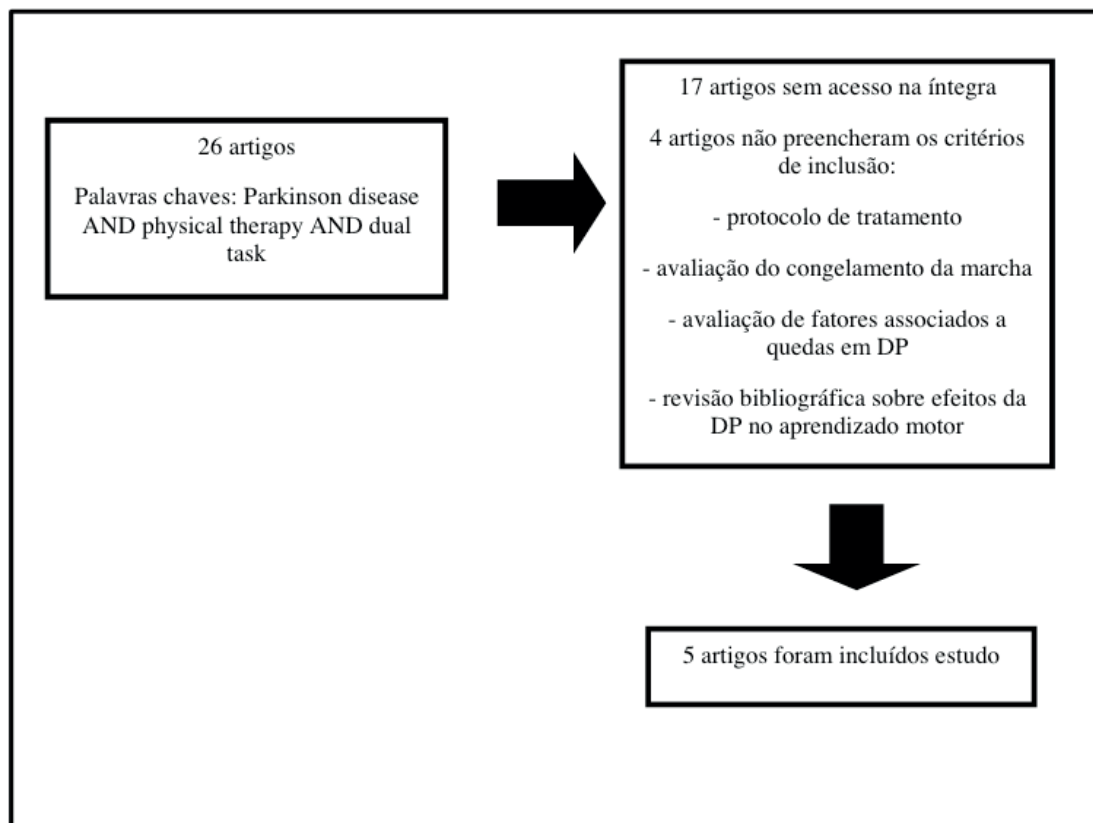 26 artigos
Palavras chaves: Parkinson disease
AND physical therapy AND dual
task
17 artigos sem acesso na íntegra
4 artigos não preencheram os critérios
de inclusão:
- protocolo de tratamento
- avaliação do congelamento da marcha
- avaliação de fatores associados a
quedas em DP
- revisão bibliográfica sobre efeitos da
DP no aprendizado motor
5 artigos foram incluídos estudo